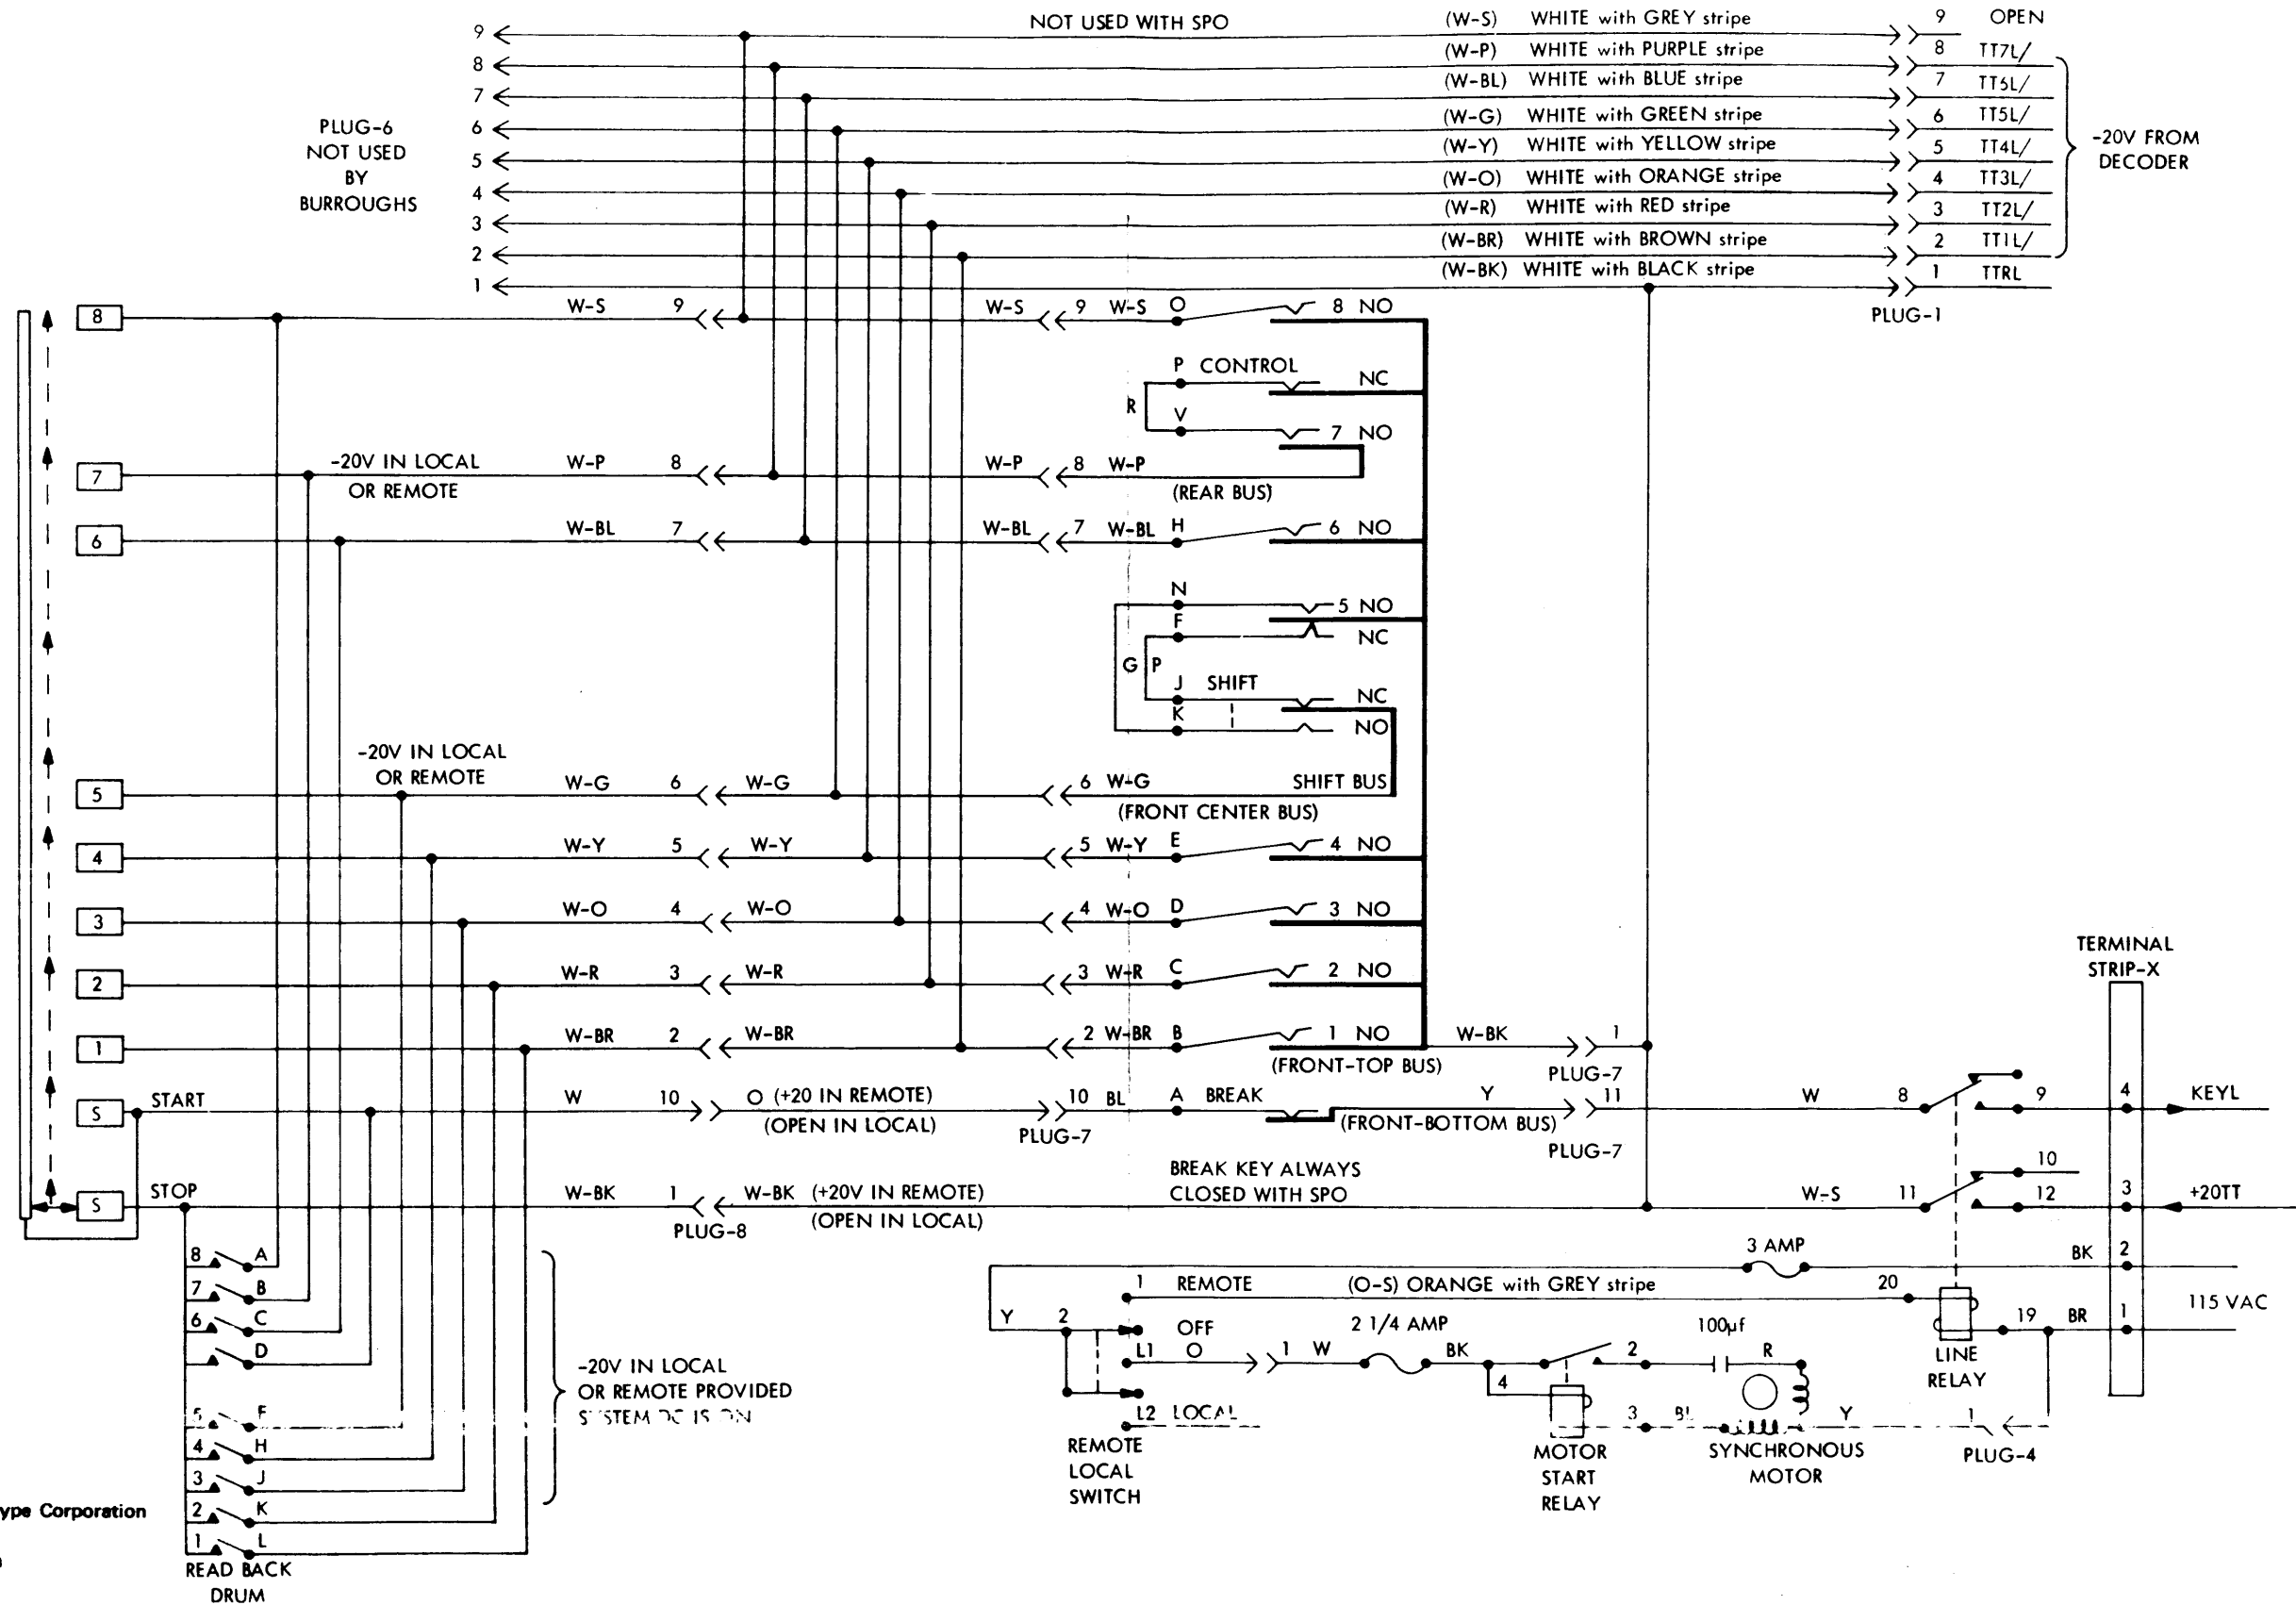 NOT USED WITH SPO
9 (W-S) WHITE with GREY stripe 9 OPEN
8 (W-P) WHITE with PURPLE stripe 8 TT7L/
7 (W-BL) WHITE with BLUE stripe 7 TT5L/
6 (W-G) WHITE with GREEN stripe 6 TT5L/
5 (W-Y) WHITE with YELLOW stripe 5 TT4L/
4 (W-O) WHITE with ORANGE stripe 4 TT3L/
3 (W-R) WHITE with RED stripe 3 TT2L/
2 (W-BR) WHITE with BROWN stripe 2 TT1L/
1 (W-BK) WHITE with BLACK stripe 1 TTRL
PLUG-6
NOT USED
BY
BURROUGHS
-20V FROM
DECODER
PLUG-1
8 W-S 9 W-S 9 W-S O 8 NO
P CONTROL NC
R
V 7 NO
7 -20V IN LOCAL
OR REMOTE
W-P 8 W-P 8 W-P
(REAR BUS)
6 W-BL 7 W-BL 7 W-BL H 6 NO
N 5 NO
F NC
G P
J SHIFT NC
K NO
-20V IN LOCAL
OR REMOTE
5 W-G 6 W-G 6 W-G SHIFT BUS
(FRONT CENTER BUS)
4 W-Y 5 W-Y 5 W-Y E 4 NO
3 W-O 4 W-O 4 W-O D 3 NO
2 W-R 3 W-R 3 W-R C 2 NO
1 W-BR 2 W-BR 2 W-BR B 1 NO W-BK 1
(FRONT-TOP BUS)
PLUG-7
S START W 10 O (+20 IN REMOTE) 10 BL A BREAK Y 11 W 8 9 4 KEYL
(OPEN IN LOCAL)
PLUG-7
(FRONT-BOTTOM BUS)
PLUG-7
BREAK KEY ALWAYS
CLOSED WITH SPO
S STOP W-BK 1 W-BK (+20V IN REMOTE) W-S 11 10 12 3 +20TT
PLUG-8 (OPEN IN LOCAL)
TERMINAL
STRIP-X
8 A
7 B
6 C
D
5 F
4 H
3 J
2 K
1 L
READ BACK
DRUM
-20V IN LOCAL
OR REMOTE PROVIDED
SYSTEM DC IS ON
3 AMP BK 2
1 REMOTE (O-S) ORANGE with GREY stripe 20
115 VAC
Y 2 OFF 2 1/4 AMP 100µf 19 BR 1
L1 O 1 W BK 2 R
4
LINE
RELAY
L2 LOCAL 3 BL Y 1
REMOTE
LOCAL
SWITCH
MOTOR
START
RELAY
SYNCHRONOUS
MOTOR
PLUG-4
ype Corporation